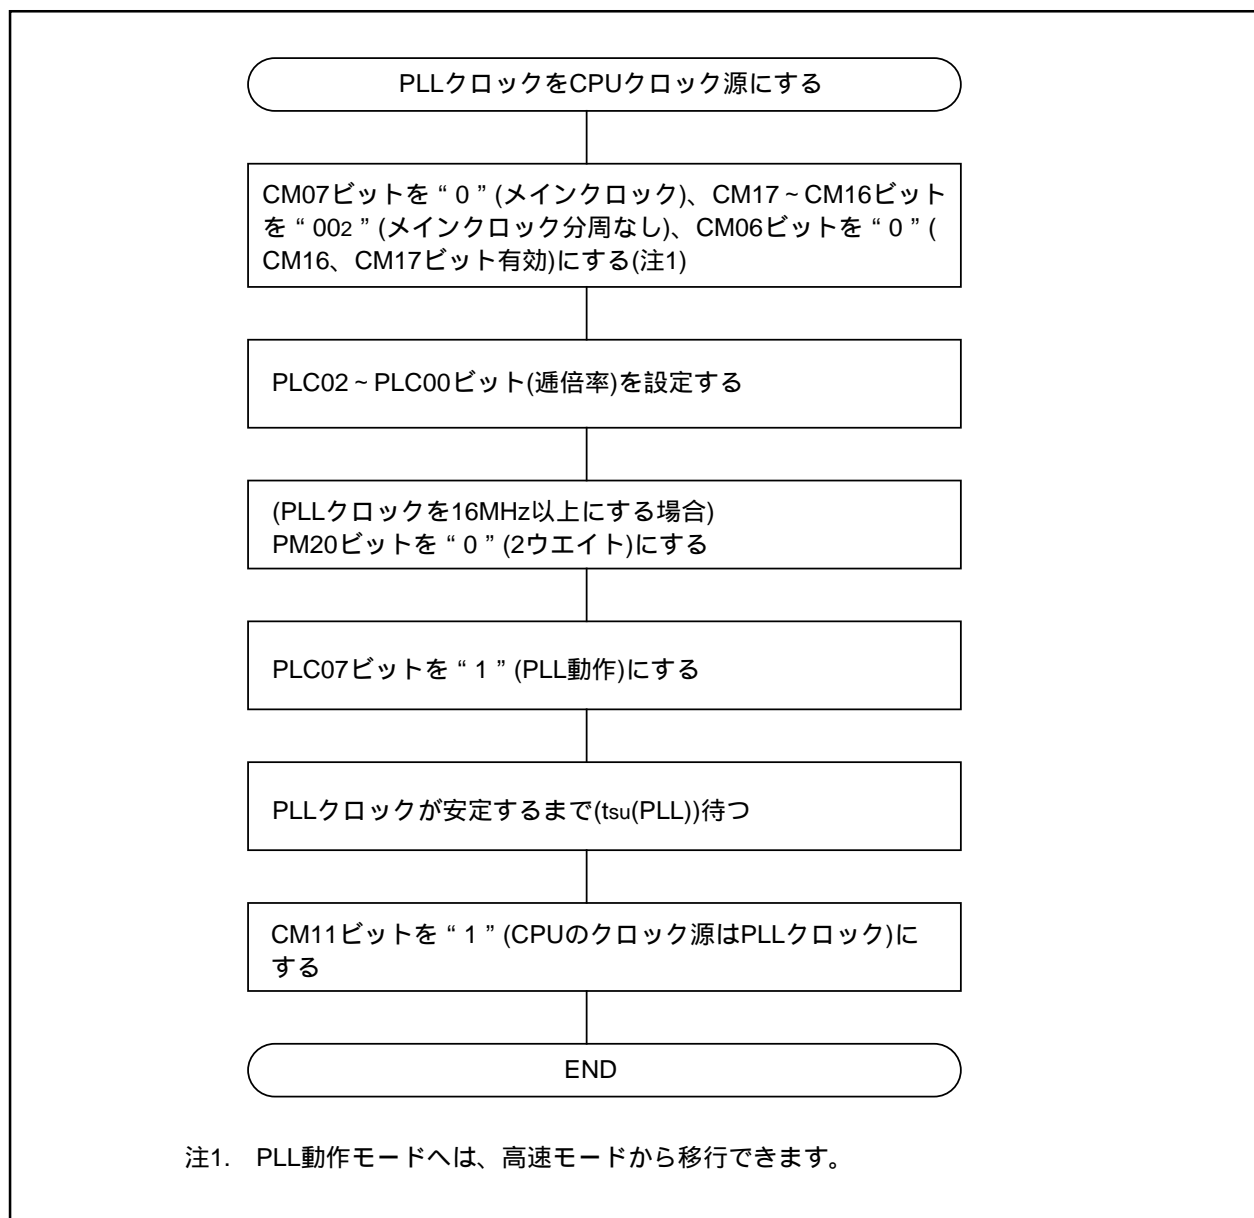 PLLクロックをCPUクロック源にする
CM07ビットを“0”(メインクロック)、CM17~CM16ビット
を“002”(メインクロック分周なし)、CM06ビットを“0”(
CM16、CM17ビット有効)にする(注1)
PLC02~PLC00ビット(逓倍率)を設定する
(PLLクロックを16MHz以上にする場合)
PM20ビットを“0”(2ウエイト)にする
PLC07ビットを“1”(PLL動作)にする
PLLクロックが安定するまで(tsu(PLL))待つ
CM11ビットを“1”(CPUのクロック源はPLLクロック)に
する
END
注1. PLL動作モードへは、高速モードから移行できます。